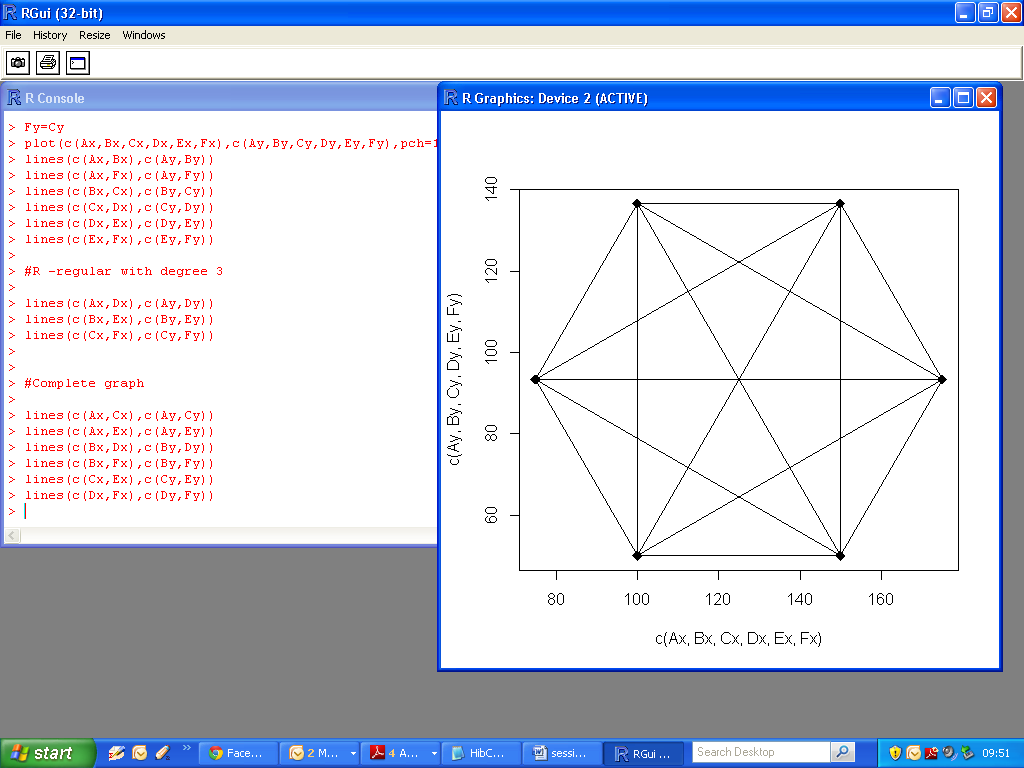 RGui (32-bit)
File History Resize Windows
R Console
> Fy=Cy
> plot(c(Ax,Bx,Cx,Dx,Ex,Fx),c(Ay,By,Cy,Dy,Ey,Fy),pch=1
> lines(c(Ax,Bx),c(Ay,By))
> lines(c(Ax,Fx),c(Ay,Fy))
> lines(c(Bx,Cx),c(By,Cy))
> lines(c(Cx,Dx),c(Cy,Dy))
> lines(c(Dx,Ex),c(Dy,Ey))
> lines(c(Ex,Fx),c(Ey,Fy))
>
> #R -regular with degree 3
>
> lines(c(Ax,Dx),c(Ay,Dy))
> lines(c(Bx,Ex),c(By,Ey))
> lines(c(Cx,Fx),c(Cy,Fy))
>
>
> #Complete graph
>
> lines(c(Ax,Cx),c(Ay,Cy))
> lines(c(Ax,Ex),c(Ay,Ey))
> lines(c(Bx,Dx),c(By,Dy))
> lines(c(Bx,Fx),c(By,Fy))
> lines(c(Cx,Ex),c(Cy,Ey))
> lines(c(Dx,Fx),c(Dy,Fy))
>
R Graphics: Device 2 (ACTIVE)
140
120
100
80
60
c(Ay, By, Cy, Dy, Ey, Fy)
80 100 120 140 160
c(Ax, Bx, Cx, Dx, Ex, Fx)
start Face... 2 M... 4 A... HibC... sessi... RGui ... Search Desktop 09:51